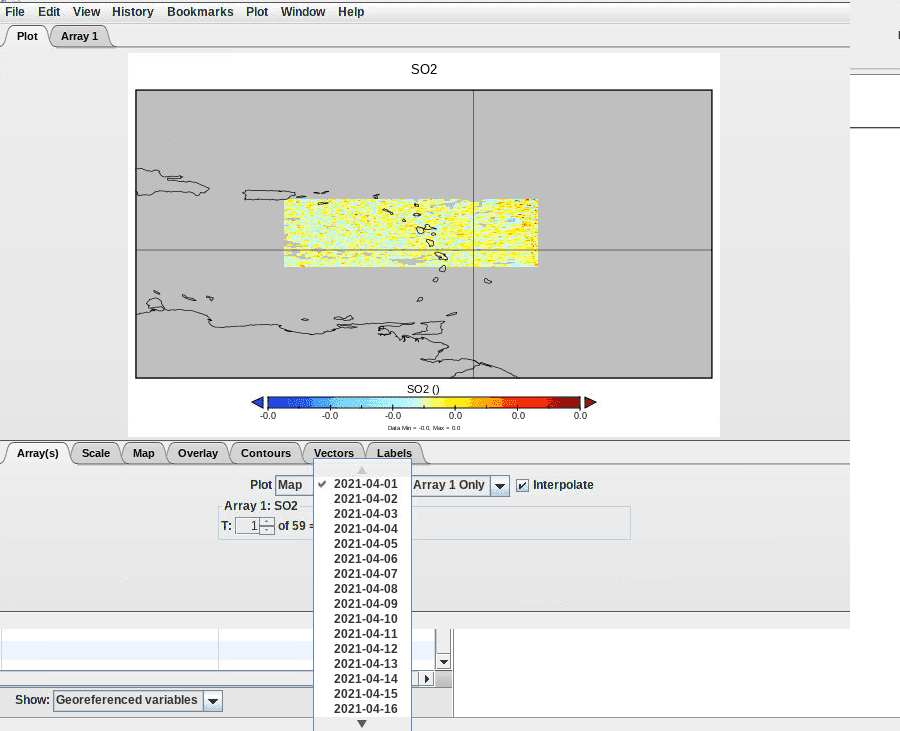 File Edit View History Bookmarks Plot Window Help
Plot Array 1
SO2
SO2 ()
-0.0 -0.0 -0.0 0.0 0.0 0.0
Data Min = -0.0, Max = 0.0
Array(s) Scale Map Overlay Contours Vectors Labels
Plot Map Array 1 Only Interpolate
Array 1: SO2
T: 1 of 59 =
2021-04-01
2021-04-02
2021-04-03
2021-04-04
2021-04-05
2021-04-06
2021-04-07
2021-04-08
2021-04-09
2021-04-10
2021-04-11
2021-04-12
2021-04-13
2021-04-14
2021-04-15
2021-04-16
Show: Georeferenced variables